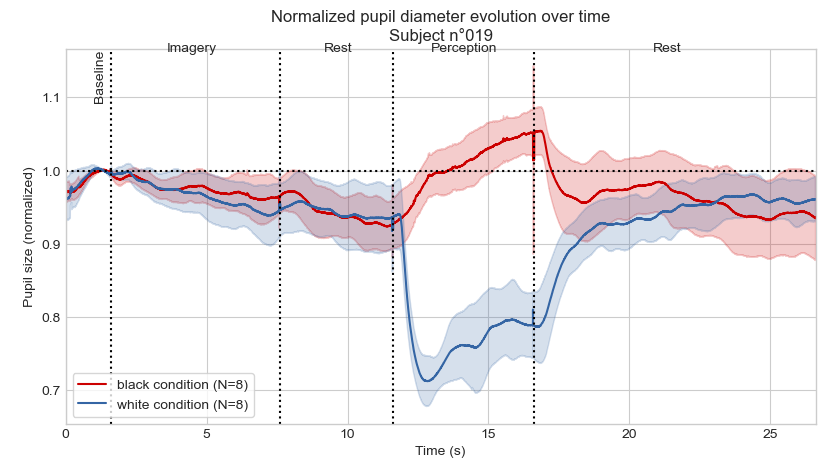 Normalized pupil diameter evolution over time
Subject n°019
Baseline
Imagery
Rest
Perception
Rest
Pupil size (normalized)
1.1
1.0
0.9
0.8
0.7
black condition (N=8)
white condition (N=8)
0
5
10
15
20
25
Time (s)